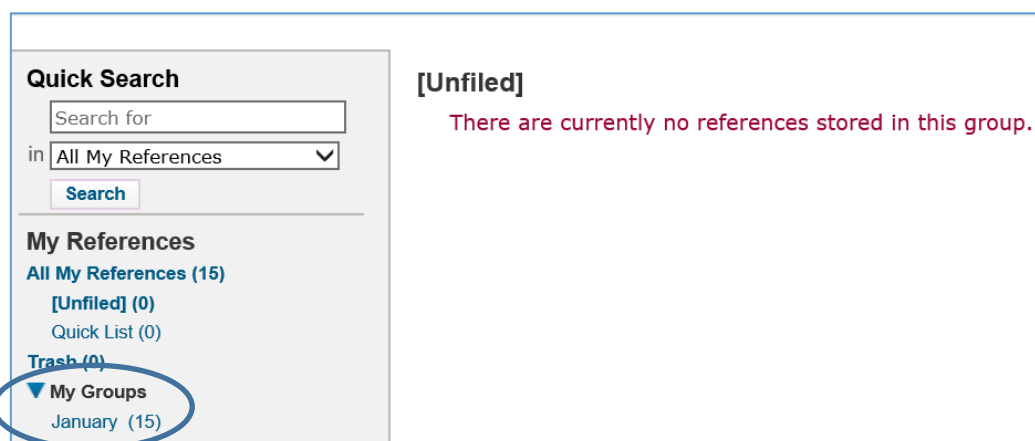 Quick Search
Search for
in All My References
Search
My References
All My References (15)
[Unfiled] (0)
Quick List (0)
Trash (0)
My Groups
January (15)
[Unfiled]
There are currently no references stored in this group.